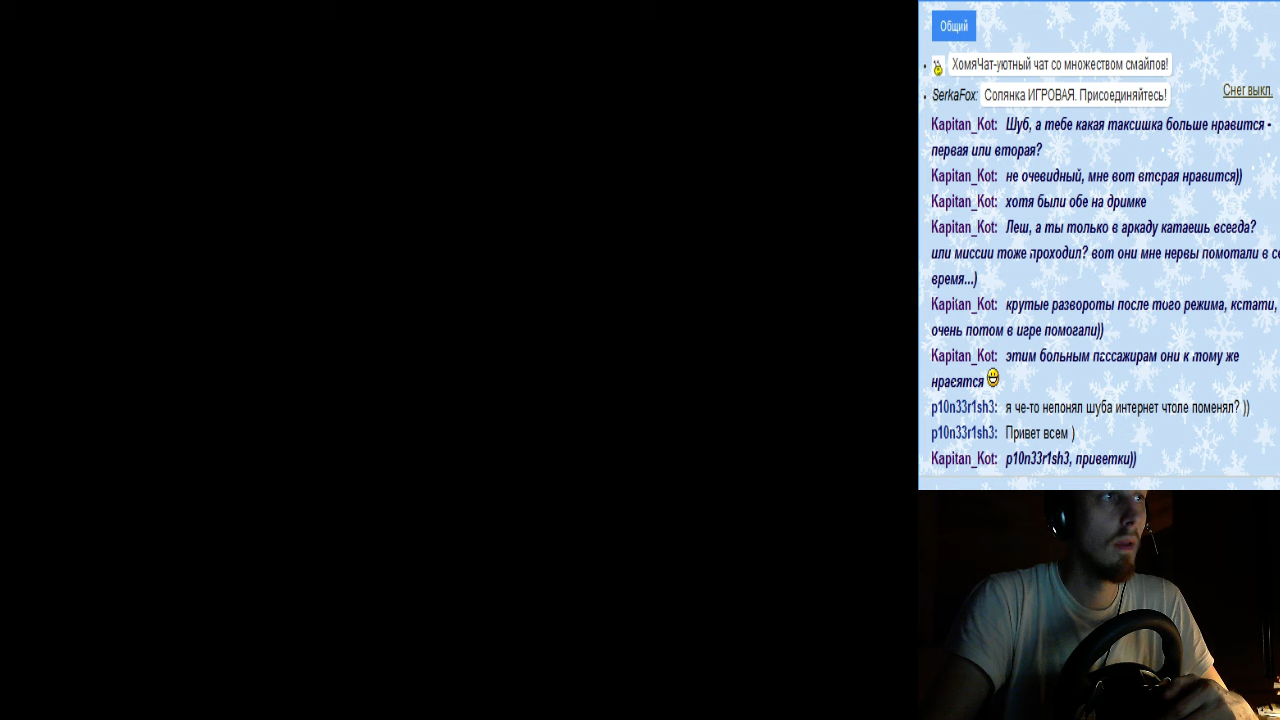 Общий
ХомяЧат-уютный чат со множеством смайлов!
SerkaFox: Сопянка ИГРОВАЯ. Присоединяйтесь!
Снег выкл.
Kapitan_Kot: Шуб, а тебе какая таксишка больше нравится -
первая или вторая?
Kapitan_Kot: не очевидный, мне вот вторая нравится))
Kapitan_Kot: хотя были обе на дримке
Kapitan_Kot: Леш, а ты только в аркаду катаешь всегда?
или миссии тоже проходил? вот они мне нервы помотали в се
время...)
Kapitan_Kot: крутые развороты после того режима, кстати,
очень потом в игре помогали))
Kapitan_Kot: этим больным пассажирам они к тому же
нравятся
p10n33r1sh3: я че-то непонял шуба интернет чтоле поменял? ))
p10n33r1sh3: Привет всем )
Kapitan_Kot: p10n33r1sh3, приветки))